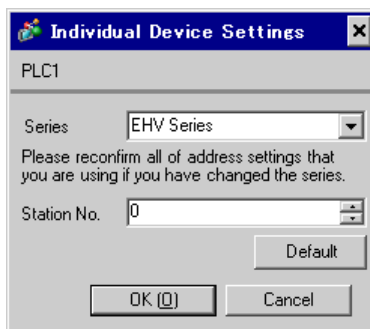 Individual Device Settings
PLC1
Series EHV Series
Please reconfirm all of address settings that
you are using if you have changed the series.
Station No. 0
Default
OK (O) Cancel